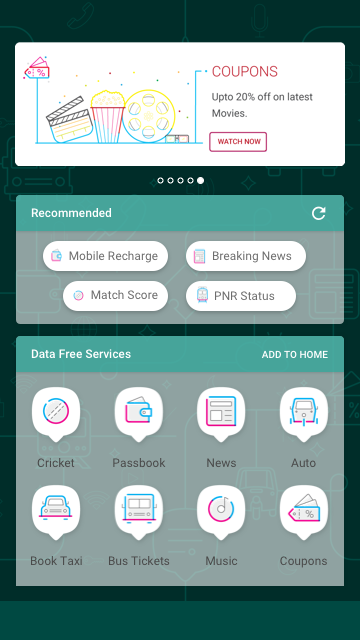 %
COUPONS
Upto 20% off on latest
Movies.
WATCH NOW
Recommended
Mobile Recharge
Breaking News
Match Score
PNR Status
Data Free Services
ADD TO HOME
Cricket
Passbook
News
Auto
Book Taxi
Bus Tickets
Music
%
Coupons